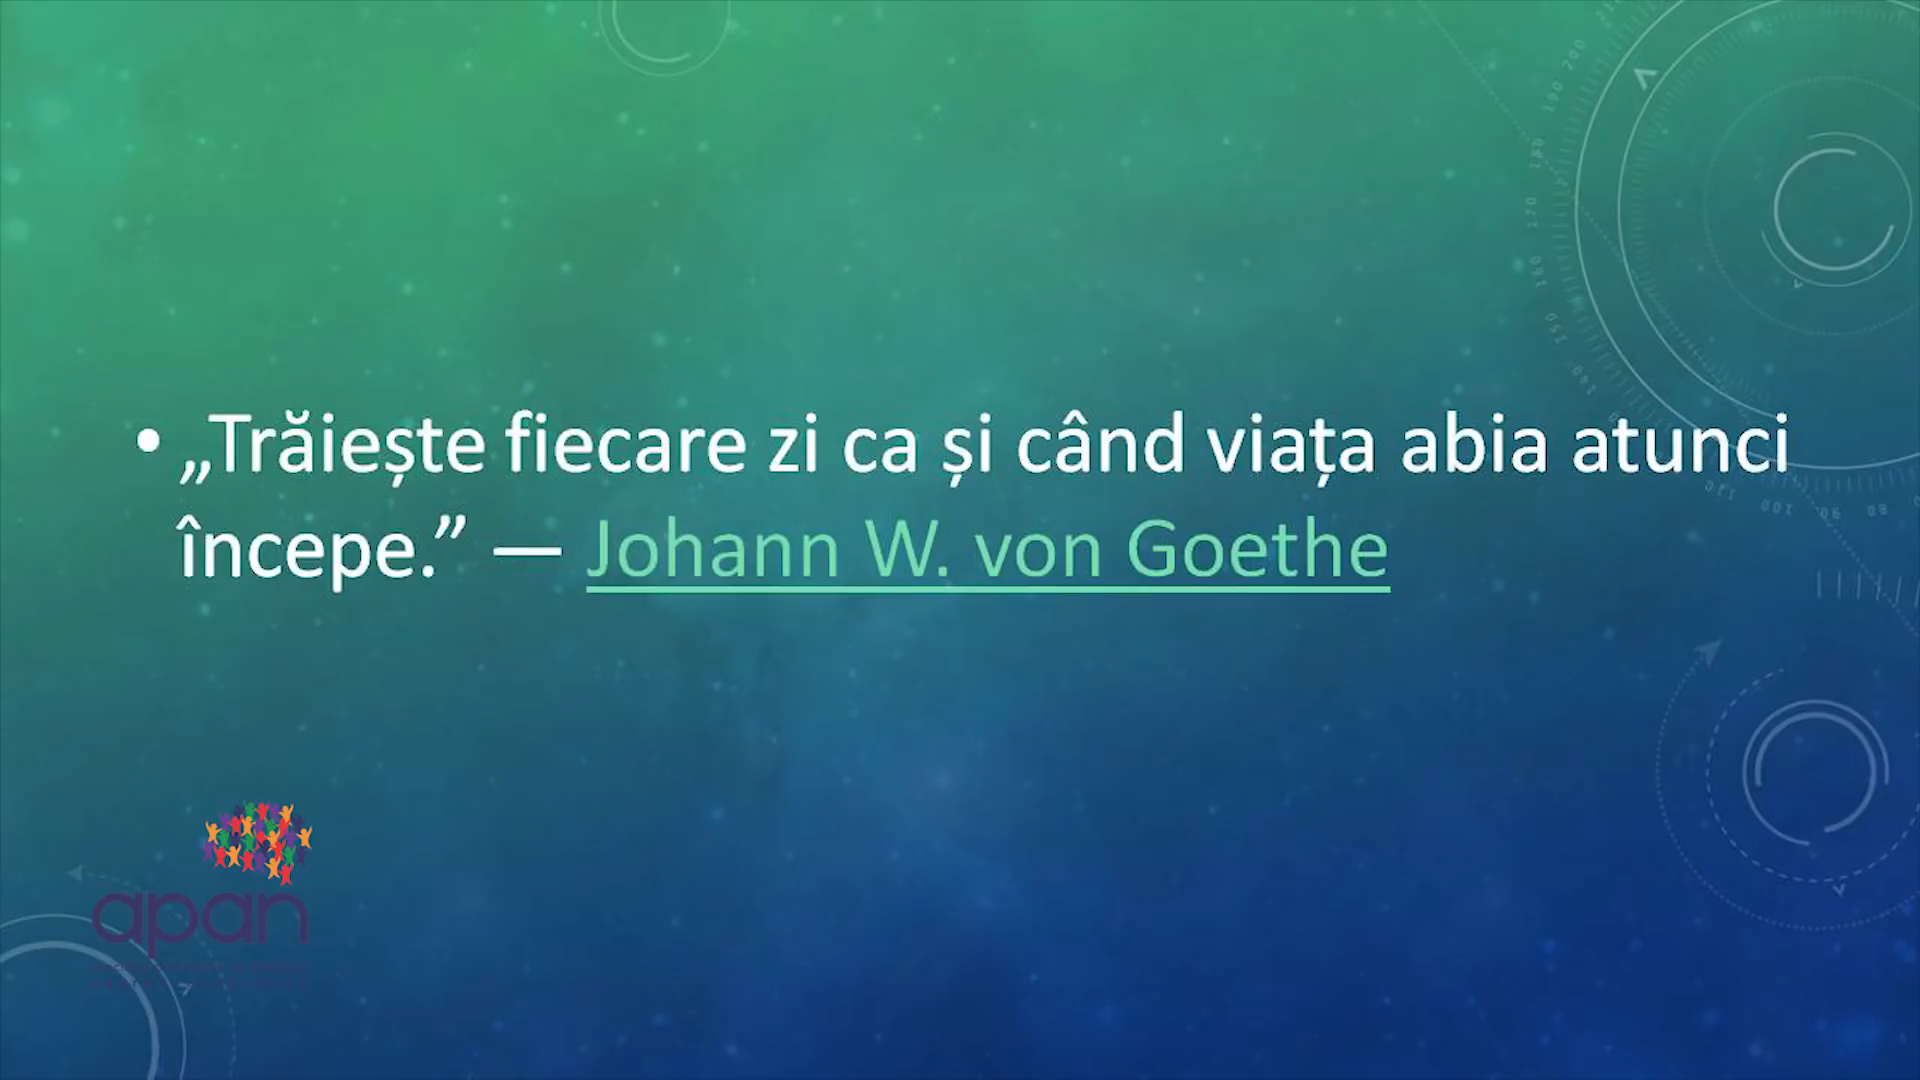 • „Trăiește fiecare zi ca și când viața abia atunci
începe.” — Johann W. von Goethe
apan